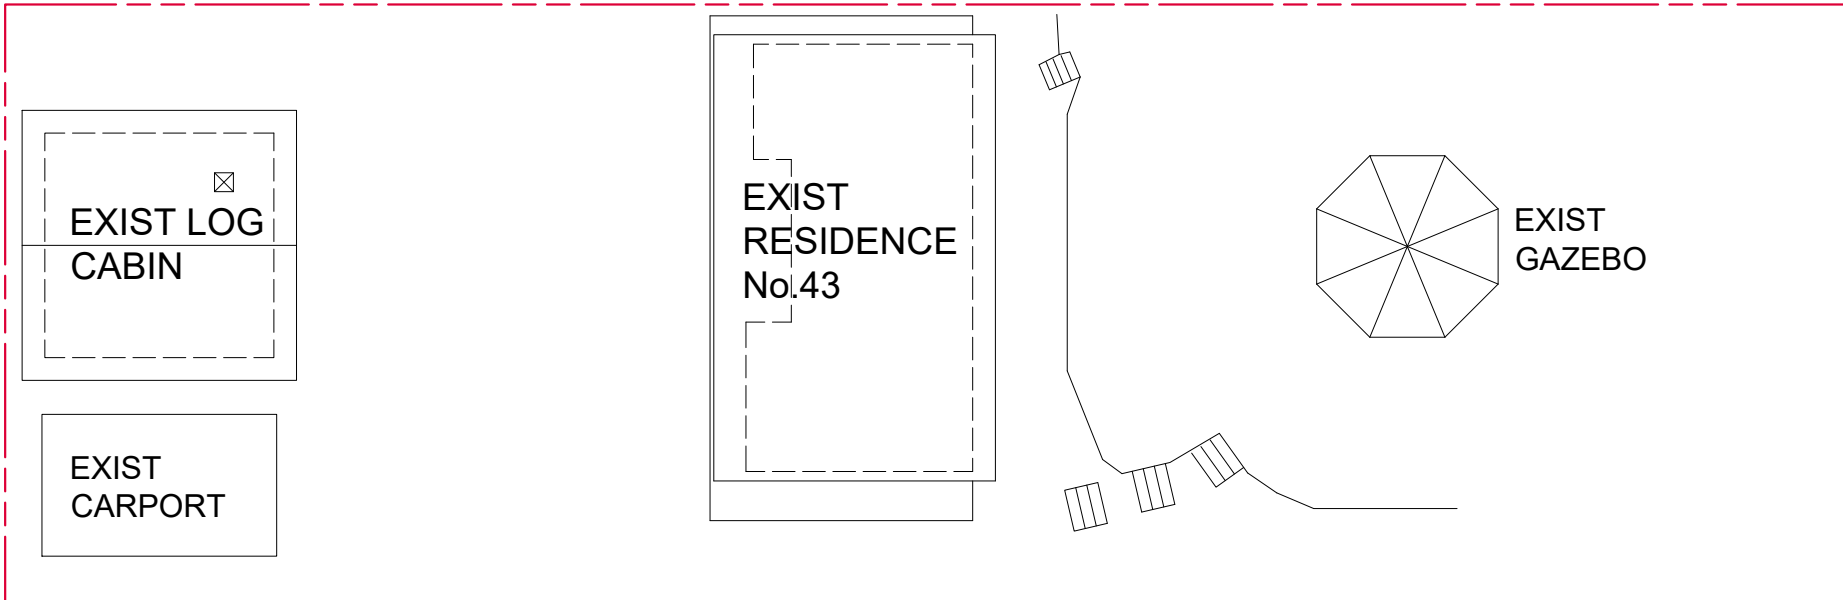 EXIST LOG
CABIN
EXIST
CARPORT
EXIST
RESIDENCE
No.43
EXIST
GAZEBO